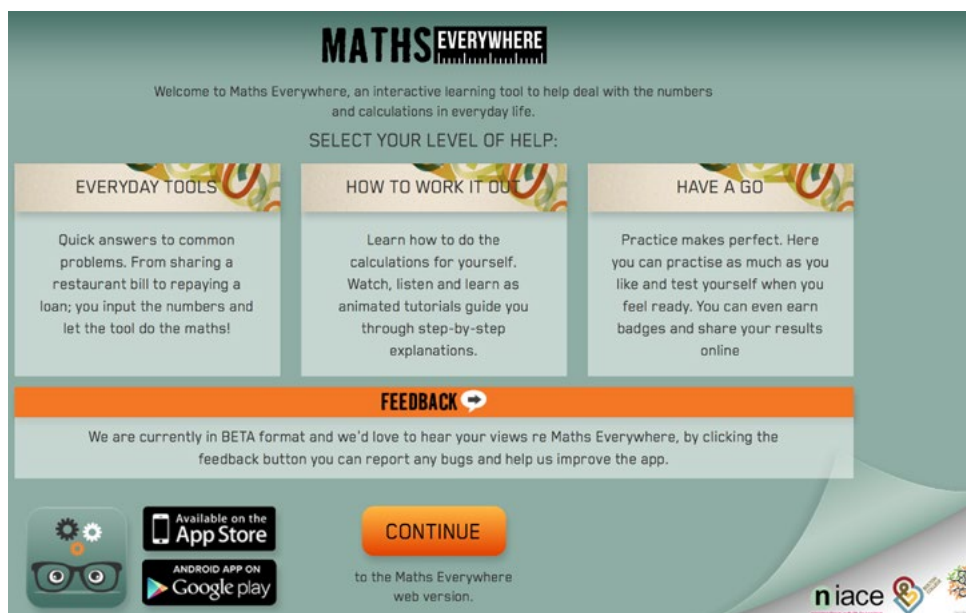 MATHS EVERYWHERE
Welcome to Maths Everywhere, an interactive learning tool to help deal with the numbers
and calculations in everyday life.
SELECT YOUR LEVEL OF HELP:
EVERYDAY TOOLS
Quick answers to common
problems. From sharing a
restaurant bill to repaying a
loan; you input the numbers and
let the tool do the maths!
HOW TO WORK IT OUT
Learn how to do the
calculations for yourself.
Watch, listen and learn as
animated tutorials guide you
through step-by-step
explanations.
HAVE A GO
Practice makes perfect. Here
you can practise as much as you
like and test yourself when you
feel ready. You can even earn
badges and share your results
online
FEEDBACK
We are currently in BETA format and we'd love to hear your views re Maths Everywhere, by clicking the
feedback button you can report any bugs and help us improve the app.
Available on the
App Store
ANDROID APP ON
Google play
CONTINUE
to the Maths Everywhere
web version.
niace